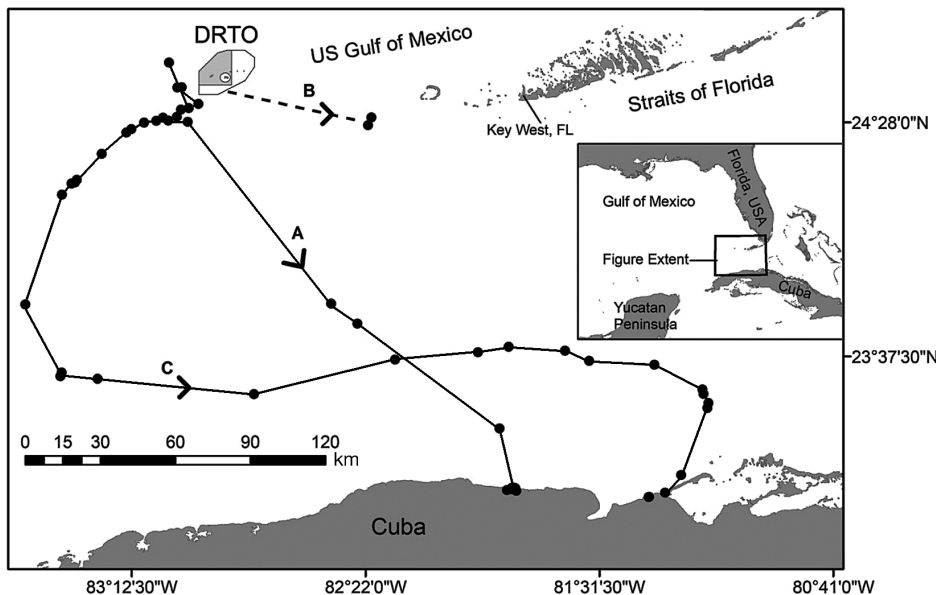 DRTO
US Gulf of Mexico
B
Straits of Florida
Key West, FL
24°28'0"N
A
Florida, USA
Gulf of Mexico
Figure Extent
Cuba
Yucatan
Peninsula
C
23°37'30"N
0 15 30 60 90 120
km
Cuba
83°12'30"W 82°22'0"W 81°31'30"W 80°41'0"W